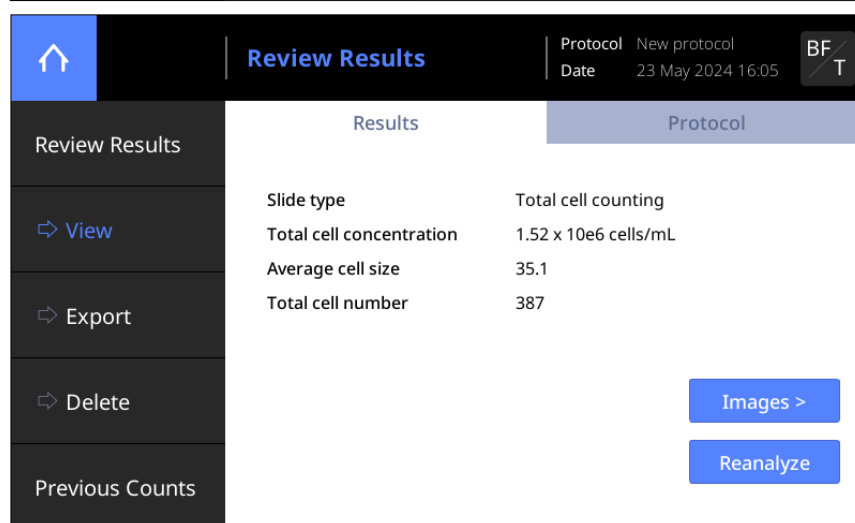 Review Results
Protocol New protocol
Date 23 May 2024 16:05
BF/T
Review Results
View
Export
Delete
Previous Counts
Results
Protocol
Slide type Total cell counting
Total cell concentration 1.52 x 10e6 cells/mL
Average cell size 35.1
Total cell number 387
Images >
Reanalyze